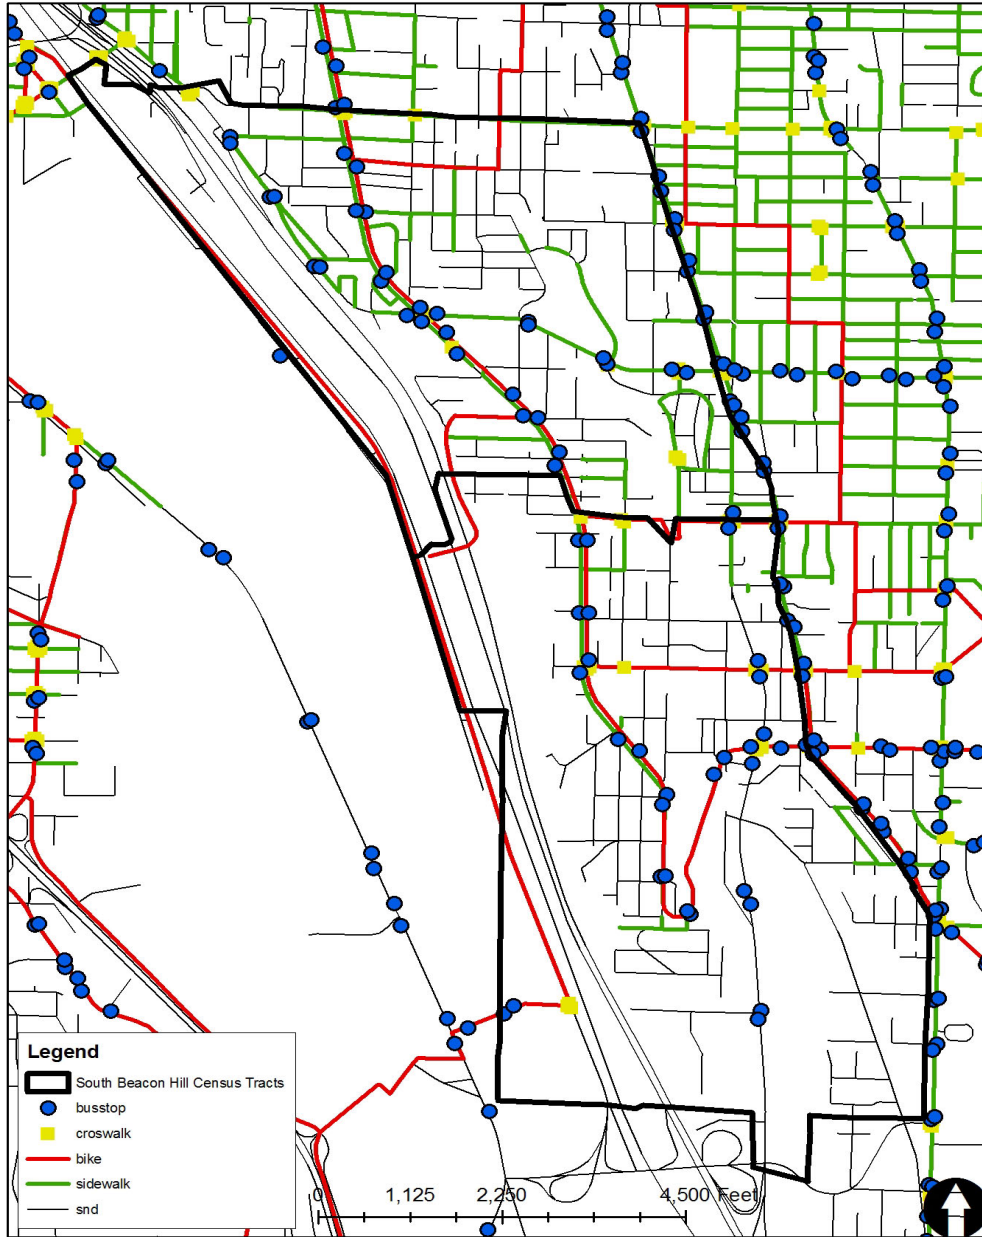 Legend
South Beacon Hill Census Tracts
busstop
croswalk
bike
sidewalk
snd
0 1,125 2,250 4,500 Feet